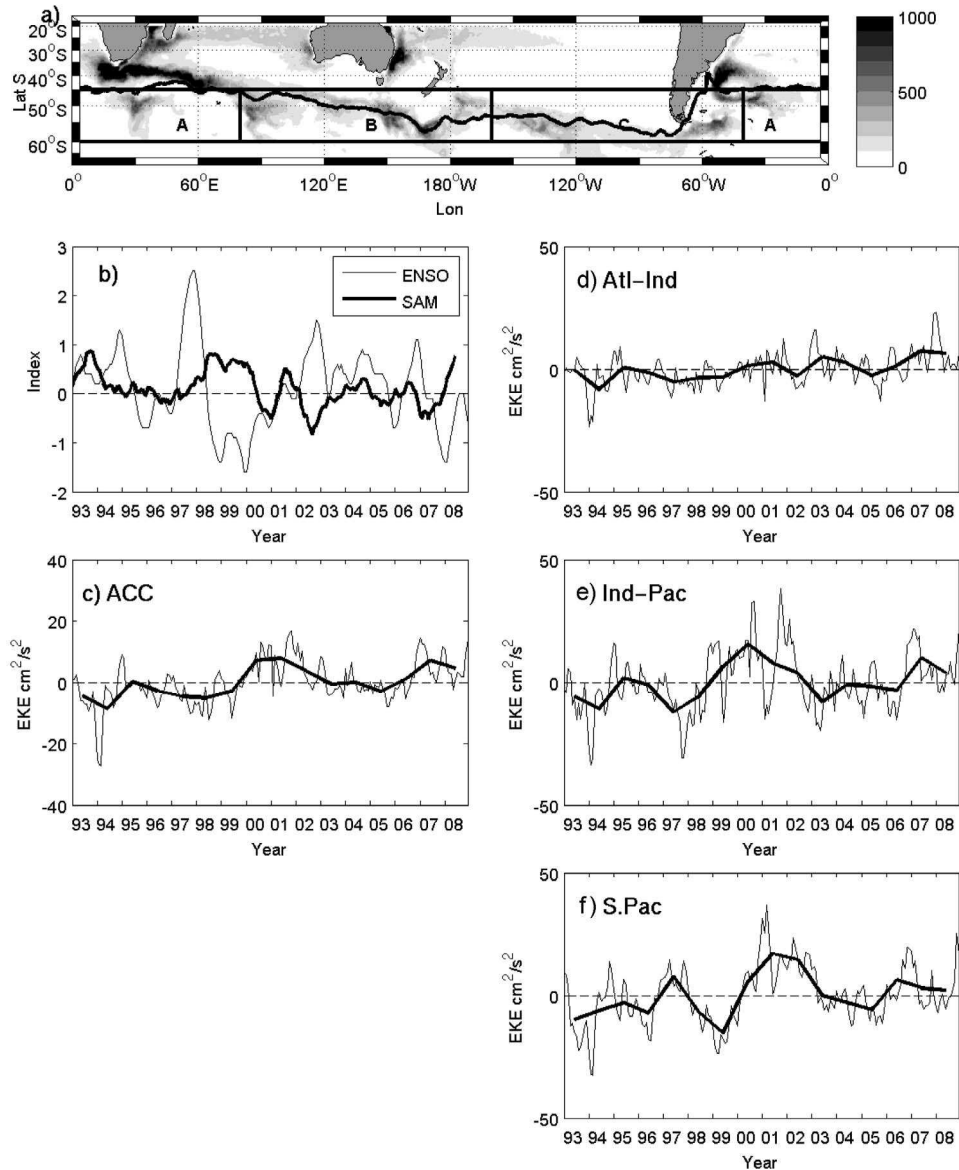 a)
20°S
30°S
40°S
50°S
60°S
Lat S
A
B
C
A
0°
60°E
120°E
180°W
120°W
60°W
0°
Lon
1000
500
0
b)
ENSO
SAM
3
2
1
0
-1
-2
Index
93 94 95 96 97 98 99 00 01 02 03 04 05 06 07 08
Year
d) Atl-Ind
50
0
-50
EKE cm²/s²
93 94 95 96 97 98 99 00 01 02 03 04 05 06 07 08
Year
c) ACC
40
20
0
-20
-40
EKE cm²/s²
93 94 95 96 97 98 99 00 01 02 03 04 05 06 07 08
Year
e) Ind-Pac
50
0
-50
EKE cm²/s²
93 94 95 96 97 98 99 00 01 02 03 04 05 06 07 08
Year
f) S.Pac
50
0
-50
EKE cm²/s²
93 94 95 96 97 98 99 00 01 02 03 04 05 06 07 08
Year